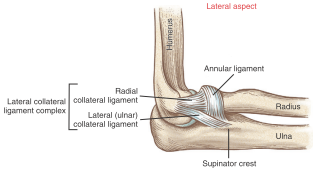 Lateral aspect
Humerus
Annular ligament
Radial
collateral ligament
Lateral collateral
ligament complex
Lateral (ulnar)
collateral ligament
Radius
Ulna
Supinator crest